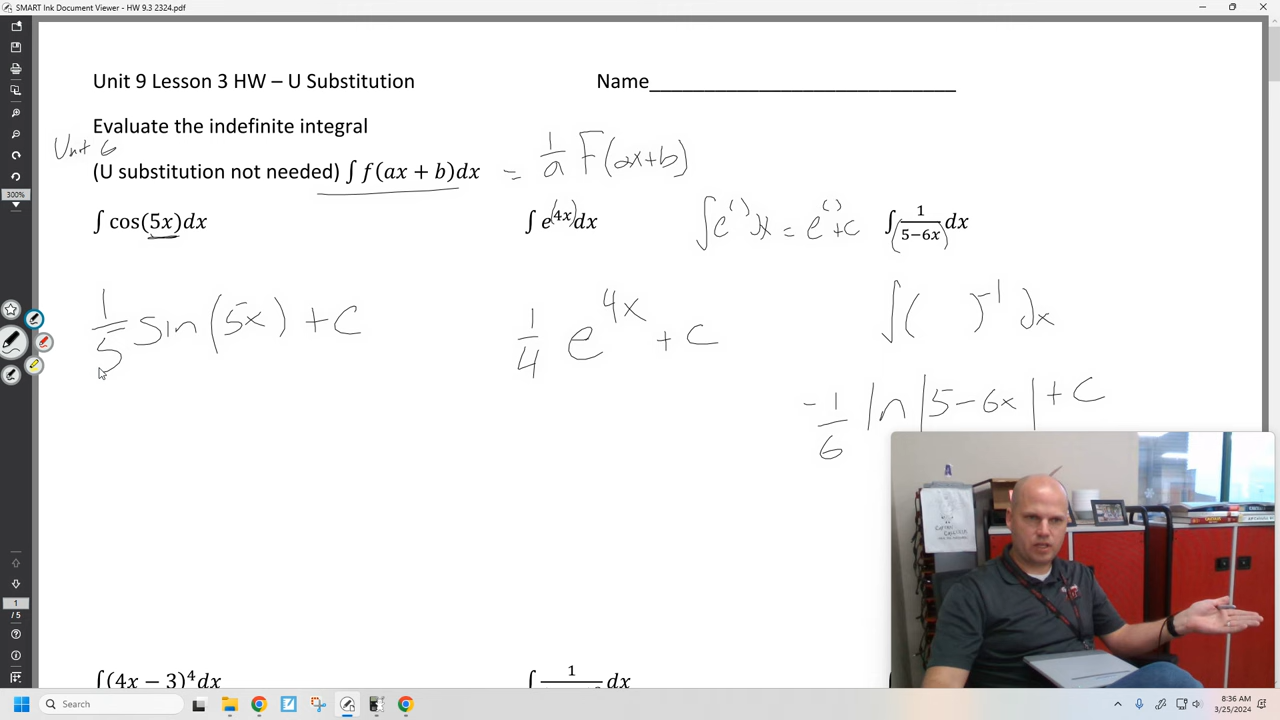 SMART Ink Document Viewer - HW 9.3 2324.pdf
Unit 9 Lesson 3 HW – U Substitution
Name____________________________
Evaluate the indefinite integral
Unit 6
(U substitution not needed) ∫ f(ax + b)dx = 1/a F(ax+b)
∫ cos(5x)dx
∫ e^(4x)dx
∫e^( ) dx = e^( ) + c
∫ 1/(5−6x) dx
1/5 sin(5x) + c
1/4 e^4x + c
∫( )^-1 dx
-1/6 ln|5-6x| + c
∫(4x − 3)^4 dx
300%
1
/ 5
Search
8:36 AM
3/25/2024